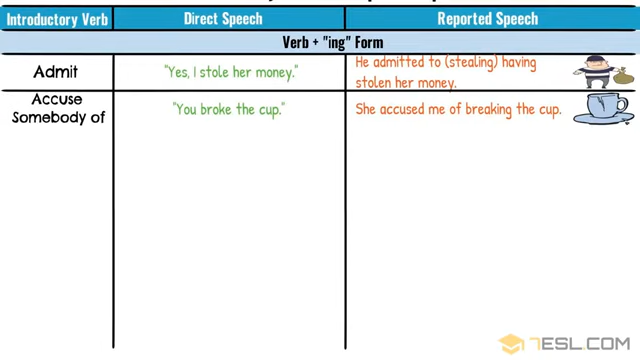 Introductory Verb
Direct Speech
Reported Speech
Verb + "ing" Form
Admit
"Yes, I stole her money."
He admitted to (stealing) having
stolen her money.
Accuse
Somebody of
"You broke the cup."
She accused me of breaking the cup.
7ESL.COM